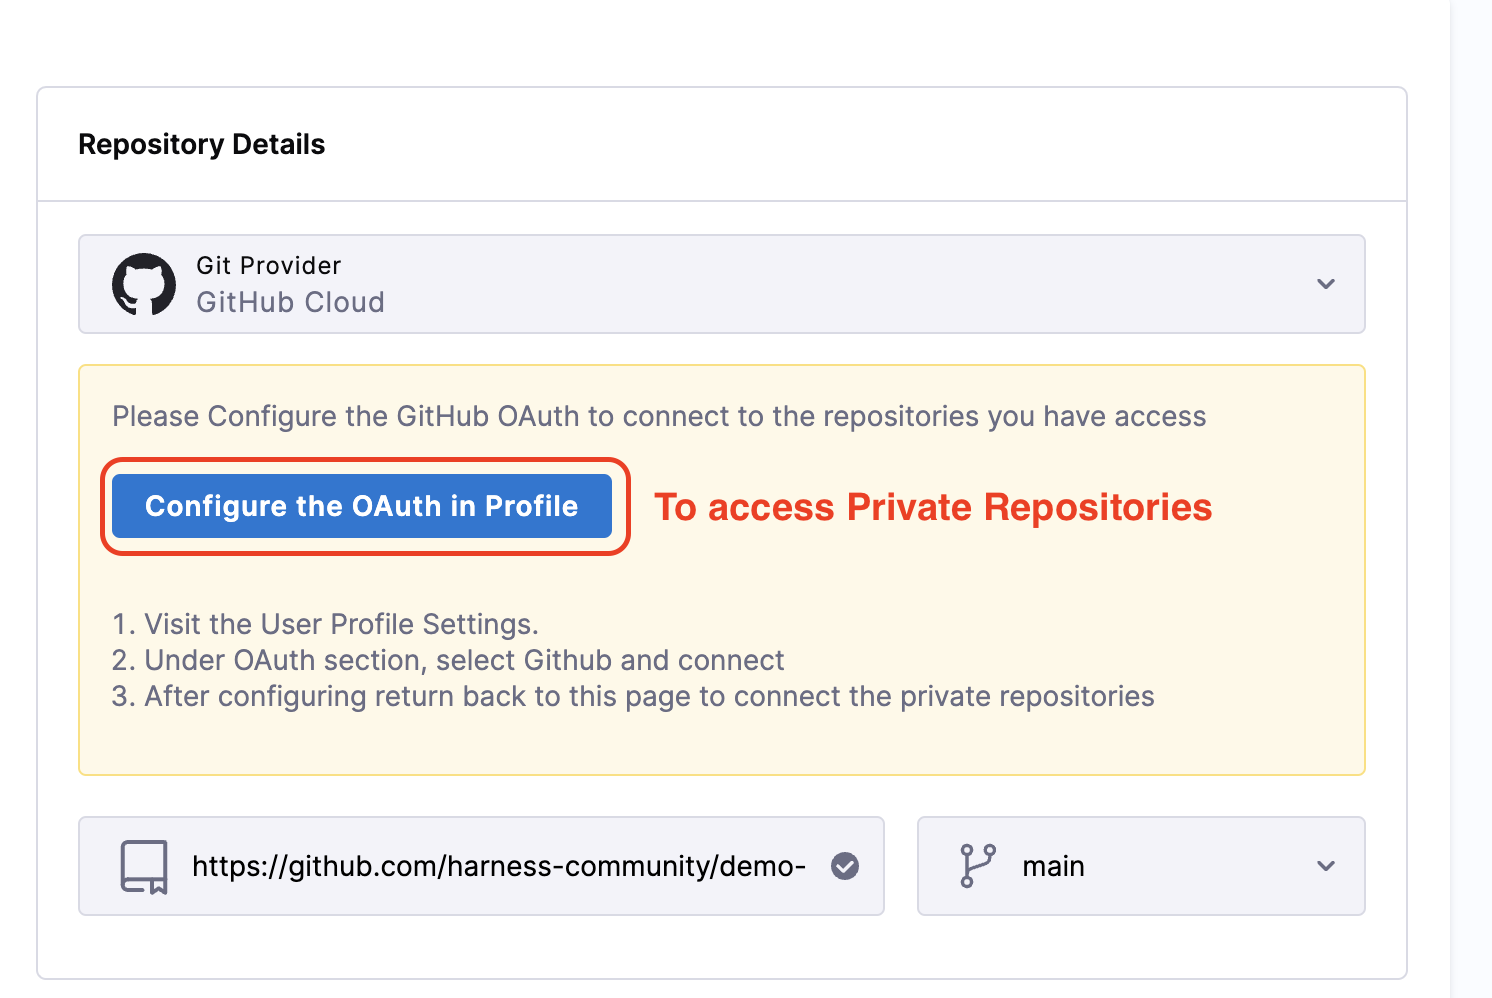 Repository Details
Git Provider
GitHub Cloud
Please Configure the GitHub OAuth to connect to the repositories you have access
Configure the OAuth in Profile
To access Private Repositories
1. Visit the User Profile Settings.
2. Under OAuth section, select Github and connect
3. After configuring return back to this page to connect the private repositories
https://github.com/harness-community/demo-
main